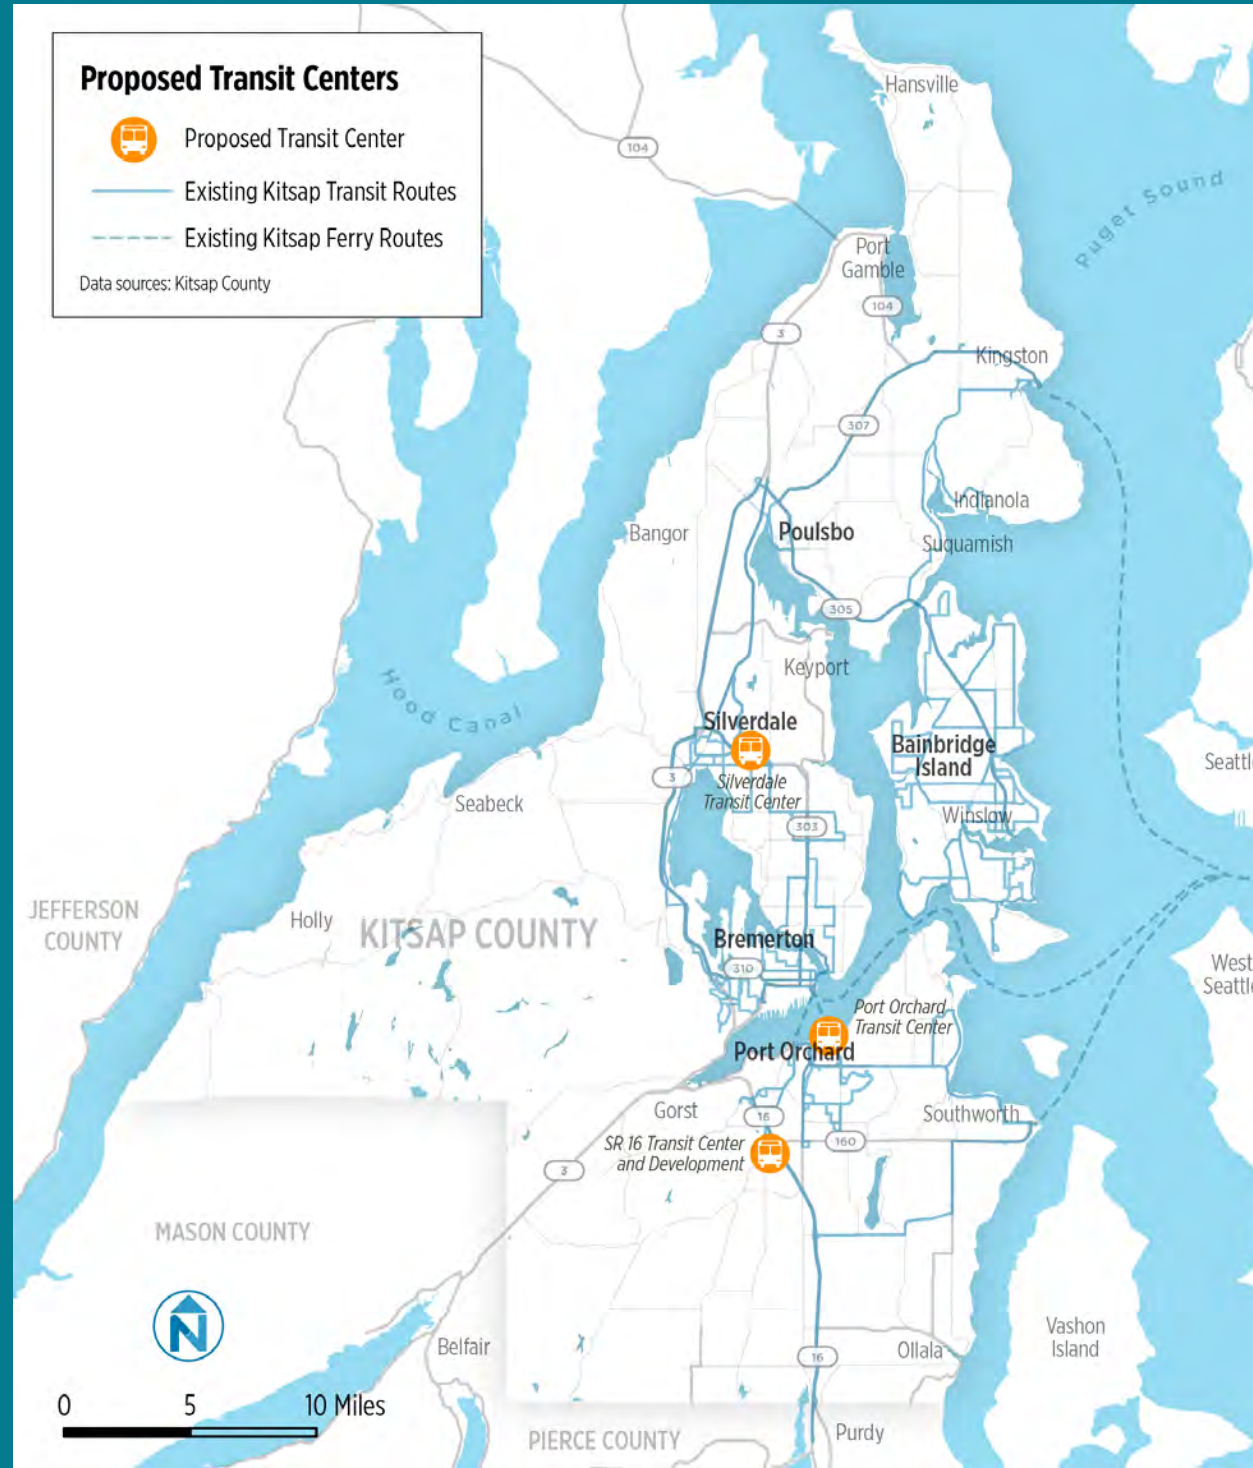 Proposed Transit Centers
Proposed Transit Center
Existing Kitsap Transit Routes
Existing Kitsap Ferry Routes
Data sources: Kitsap County
Hansville
104
Puget Sound
Port
Gamble
104
3
Kingston
307
Indianola
Bangor
Poulsbo
Suquamish
305
Keyport
Hood Canal
Silverdale
Bainbridge
Island
Silverdale
Transit Center
3
Seattle
Seabeck
Winslow
303
JEFFERSON
COUNTY
Holly
KITSAP COUNTY
Bremerton
310
West
Seattle
Port Orchard
Transit Center
Port Orchard
Gorst
16
Southworth
SR 16 Transit Center
and Development
160
3
MASON COUNTY
N
Vashon
Island
Belfair
16
Ollala
0 5 10 Miles
PIERCE COUNTY
Purdy